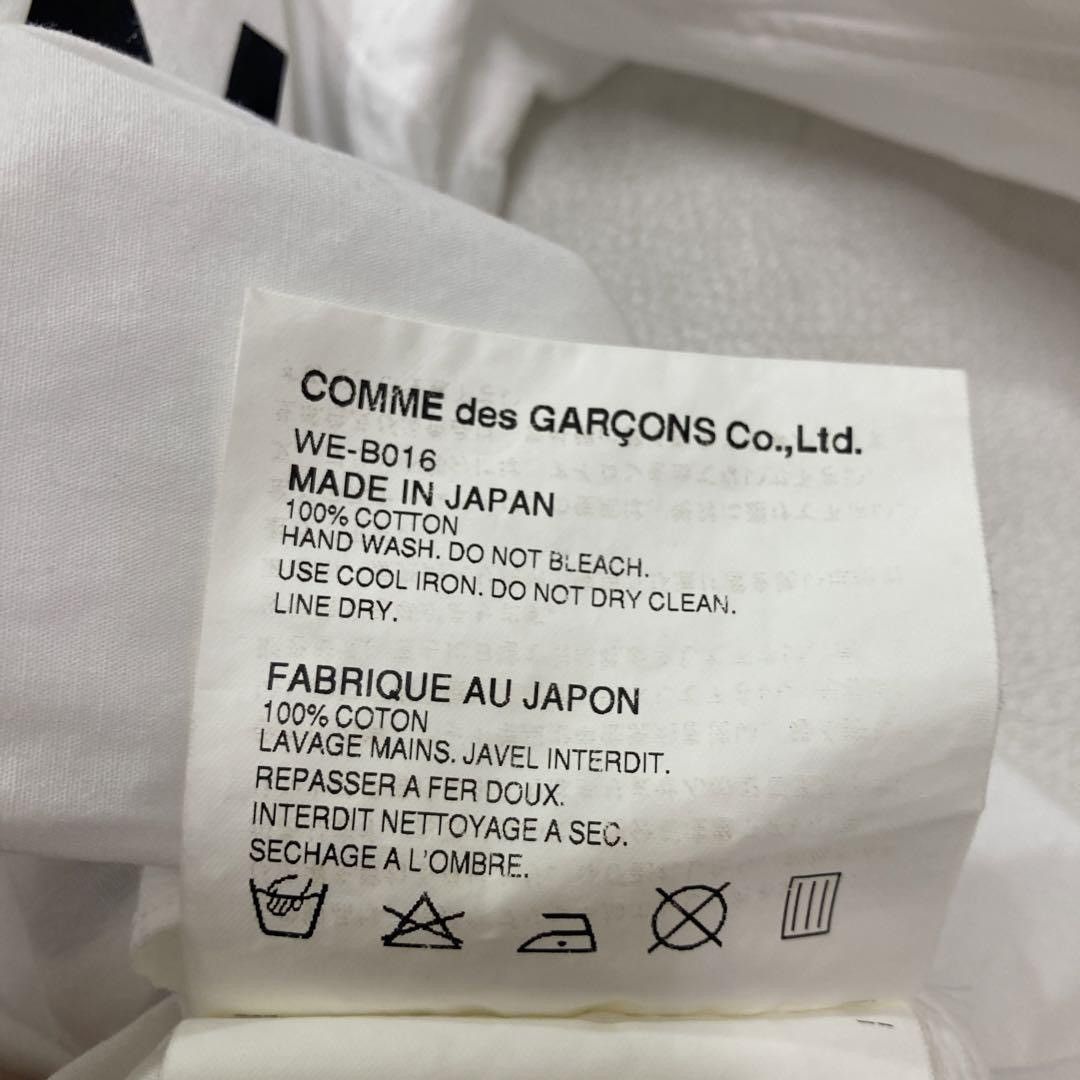 COMME des GARÇONS Co.,Ltd.
WE-B016
MADE IN JAPAN
100% COTTON
HAND WASH. DO NOT BLEACH.
USE COOL IRON. DO NOT DRY CLEAN.
LINE DRY.
FABRIQUE AU JAPON
100% COTON
LAVAGE MAINS. JAVEL INTERDIT.
REPASSER A FER DOUX.
INTERDIT NETTOYAGE A SEC.
SECHAGE A L'OMBRE.